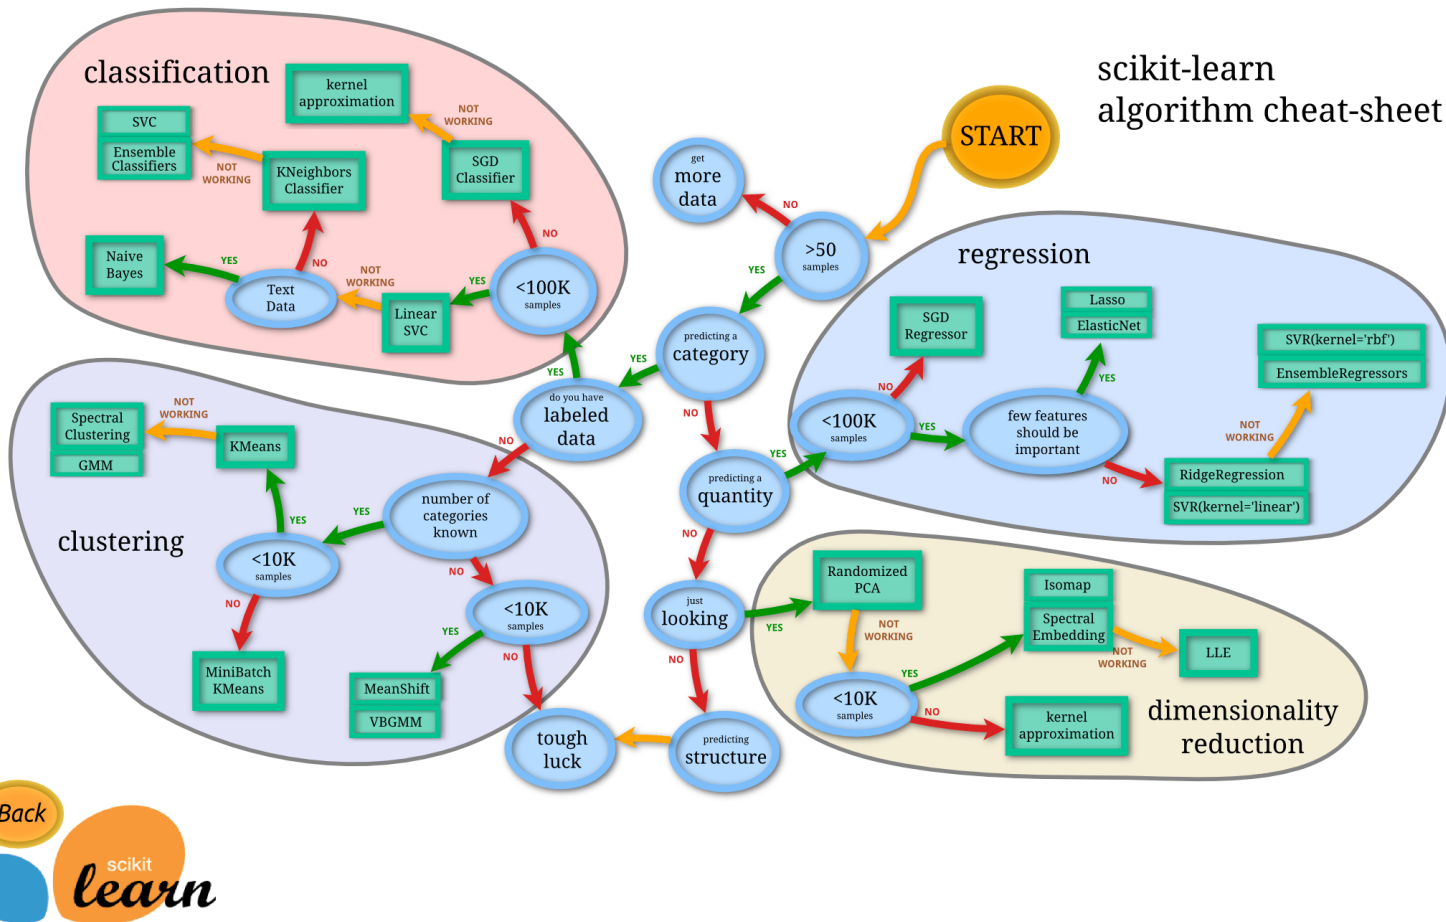 scikit-learn
algorithm cheat-sheet
START
classification
kernel
approximation
NOT
WORKING
SVC
Ensemble
Classifiers
NOT
WORKING
KNeighbors
Classifier
SGD
Classifier
NO
Naive
Bayes
YES
Text
Data
NO
NOT
WORKING
Linear
SVC
YES
<100K
samples
YES
get
more
data
NO
>50
samples
YES
predicting a
category
YES
NO
do you have
labeled
data
NO
predicting a
quantity
YES
NO
just
looking
YES
NO
predicting
structure
tough
luck
regression
SGD
Regressor
NO
<100K
samples
YES
Lasso
ElasticNet
YES
few features
should be
important
NO
SVR(kernel='rbf')
EnsembleRegressors
NOT
WORKING
RidgeRegression
SVR(kernel='linear')
clustering
Spectral
Clustering
GMM
NOT
WORKING
KMeans
YES
<10K
samples
YES
number of
categories
known
NO
NO
MiniBatch
KMeans
<10K
samples
YES
NO
MeanShift
VBGMM
Randomized
PCA
NOT
WORKING
<10K
samples
YES
NO
Isomap
Spectral
Embedding
NOT
WORKING
LLE
kernel
approximation
dimensionality
reduction
Back
scikit
learn